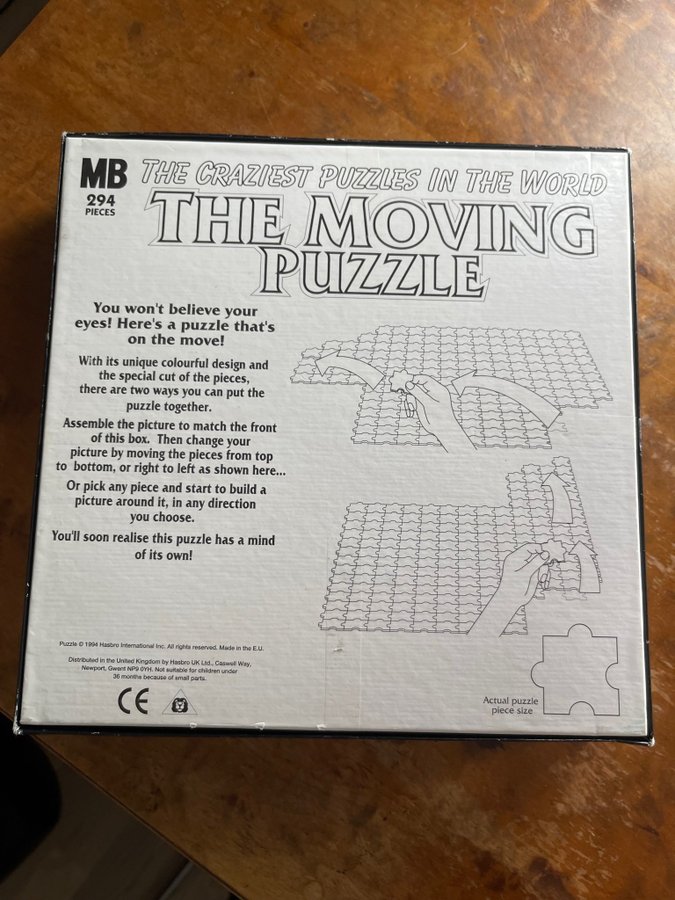 MB
294
PIECES
THE CRAZIEST PUZZLES IN THE WORLD
THE MOVING
PUZZLE
You won't believe your
eyes! Here's a puzzle that's
on the move!
With its unique colourful design and
the special cut of the pieces,
there are two ways you can put the
puzzle together.
Assemble the picture to match the front
of this box. Then change your
picture by moving the pieces from top
to bottom, or right to left as shown here...
Or pick any piece and start to build a
picture around it, in any direction
you choose.
You'll soon realise this puzzle has a mind
of its own!
Puzzle © 1994 Hasbro International Inc. All rights reserved. Made in the E.U.
Distributed in the United Kingdom by Hasbro UK Ltd., Caswell Way,
Newport, Gwent NP9 0YH. Not suitable for children under
36 months because of small parts.
CE
Actual puzzle
piece size